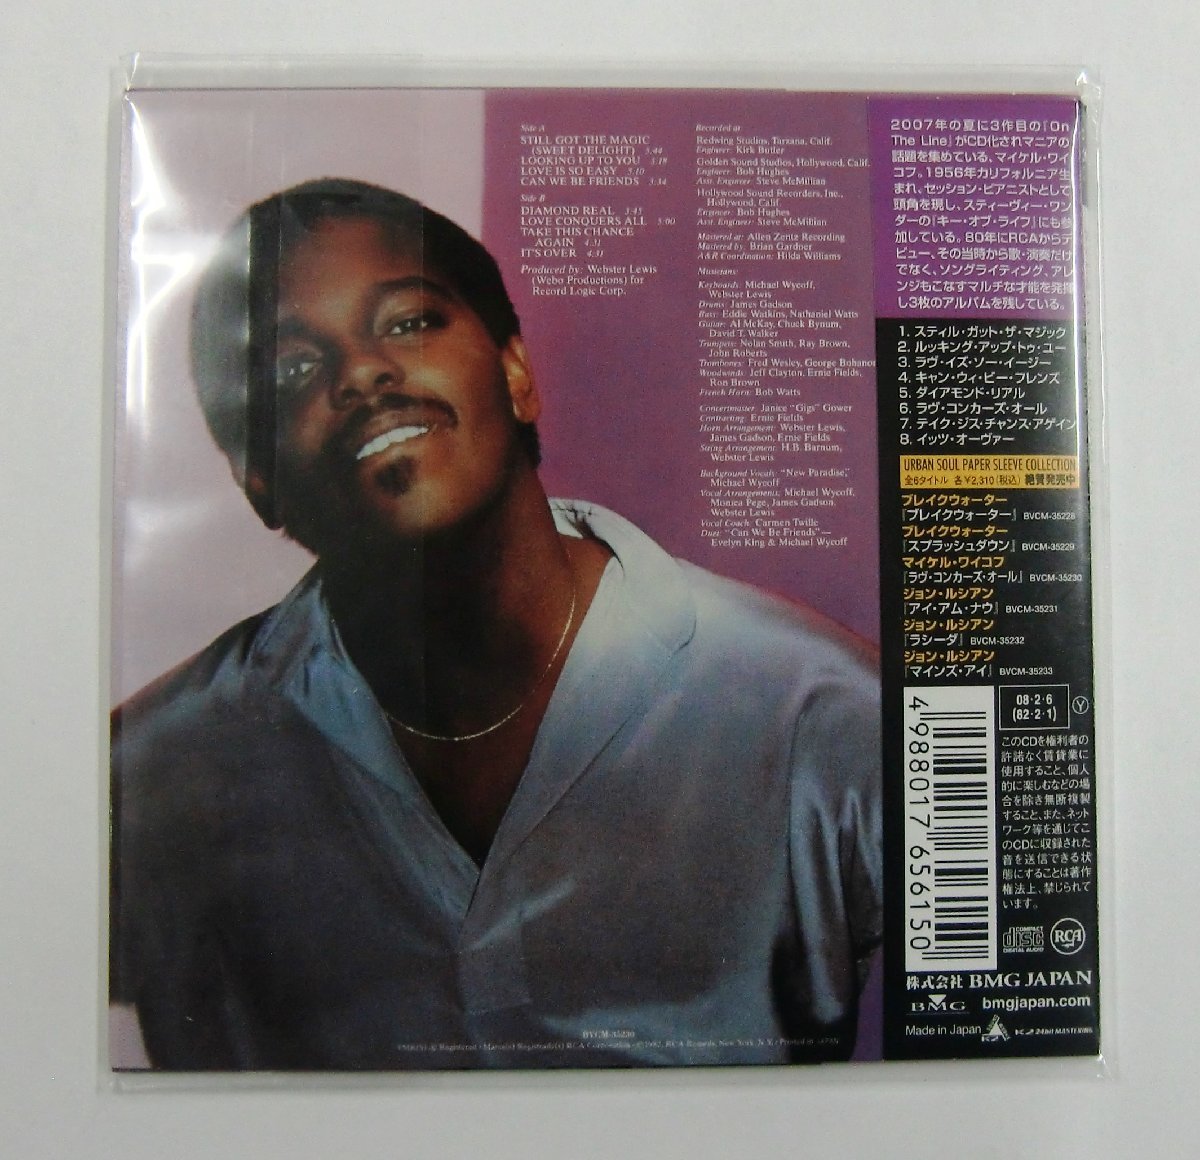 Side A
STILL GOT THE MAGIC
(SWEET DELIGHT) 5:44
LOOKING UP TO YOU 3:18
LOVE IS SO EASY 5:10
CAN WE BE FRIENDS 3:34
Side B
DIAMOND REAL 3:45
LOVE CONQUERS ALL 5:00
TAKE THIS CHANCE
AGAIN 4:31
IT'S OVER 4:31
Produced by: Webster Lewis
(Webo Productions) for
Record Logic Corp.
Recorded at
Redwing Studios, Tarzana, Calif.
Engineer: Kirk Butler
Golden Sound Studios, Hollywood, Calif.
Engineer: Bob Hughes
Asst. Engineer: Steve McMillian
Hollywood Sound Recorders, Inc.,
Hollywood, Calif.
Engineer: Bob Hughes
Asst. Engineer: Steve McMillian
Mastered at: Allen Zentz Recording
Mastered by: Brian Gardner
A&R Coordination: Hilda Williams
Musicians:
Keyboards: Michael Wycoff,
Webster Lewis
Drums: James Gadson
Bass: Eddie Watkins, Nathaniel Watts
Guitar: Al McKay, Chuck Bynum,
David T. Walker
Trumpets: Nolan Smith, Ray Brown,
John Roberts
Trombones: Fred Wesley, George Bohanon
Woodwinds: Jeff Clayton, Ernie Fields,
Ron Brown
French Horn: Bob Watts
Concertmaster: Janice "Gigs" Gower
Contracting: Ernie Fields
Horn Arrangement: Webster Lewis,
James Gadson, Ernie Fields
String Arrangement: H.B. Barnum,
Webster Lewis
Background Vocals: "New Paradise,"
Michael Wycoff
Vocal Arrangements: Michael Wycoff,
Monica Pege, James Gadson,
Webster Lewis
Vocal Coach: Carmen Twille
Duet: "Can We Be Friends"—
Evelyn King & Michael Wycoff
2007年の夏に3作目の『On
The Line』がCD化されマニアの
話題を集めている、マイケル・ワイ
コフ。1956年カリフォルニア生
まれ、セッション・ピアニストとして
頭角を現し、スティーヴィー・ワン
ダーの『キー・オブ・ライフ』にも参
加している。80年にRCAからデ
ビュー、その当時から歌・演奏だけ
でなく、ソングライティング、アレ
ンジもこなすマルチな才能を発揮
し3枚のアルバムを残している。
1. スティル・ガット・ザ・マジック
2. ルッキング・アップ・トゥ・ユー
3. ラヴ・イズ・ソー・イージー
4. キャン・ウィ・ビー・フレンズ
5. ダイアモンド・リアル
6. ラヴ・コンカーズ・オール
7. テイク・ジス・チャンス・アゲイン
8. イッツ・オーヴァー
URBAN SOUL PAPER SLEEVE COLLECTION
全6タイトル 各¥2,310(税込) 絶賛発売中
ブレイクウォーター
『ブレイクウォーター』 BVCM-35228
ブレイクウォーター
『スプラッシュダウン』 BVCM-35229
マイケル・ワイコフ
『ラヴ・コンカーズ・オール』 BVCM-35230
ジョン・ルシアン
『アイ・アム・ナウ』 BVCM-35231
ジョン・ルシアン
『ラシーダ』 BVCM-35232
ジョン・ルシアン
『マインズ・アイ』 BVCM-35233
4 988017 656150
08・2・6
(82・2・1)
Y
このCDを権利者の
許諾なく賃貸業に
使用すること、個人
的に楽しむなどの場
合を除き無断複製
すること、また、ネット
ワーク等を通じてこ
のCDに収録された
音を送信できる状
態にすることは著作
権法上、禁じられて
います。
COMPACT
disc
DIGITAL AUDIO
RCA
株式会社 BMG JAPAN
BMG bmgjapan.com
Made in Japan K2 K2 24bit MASTERING
BVCM-35230